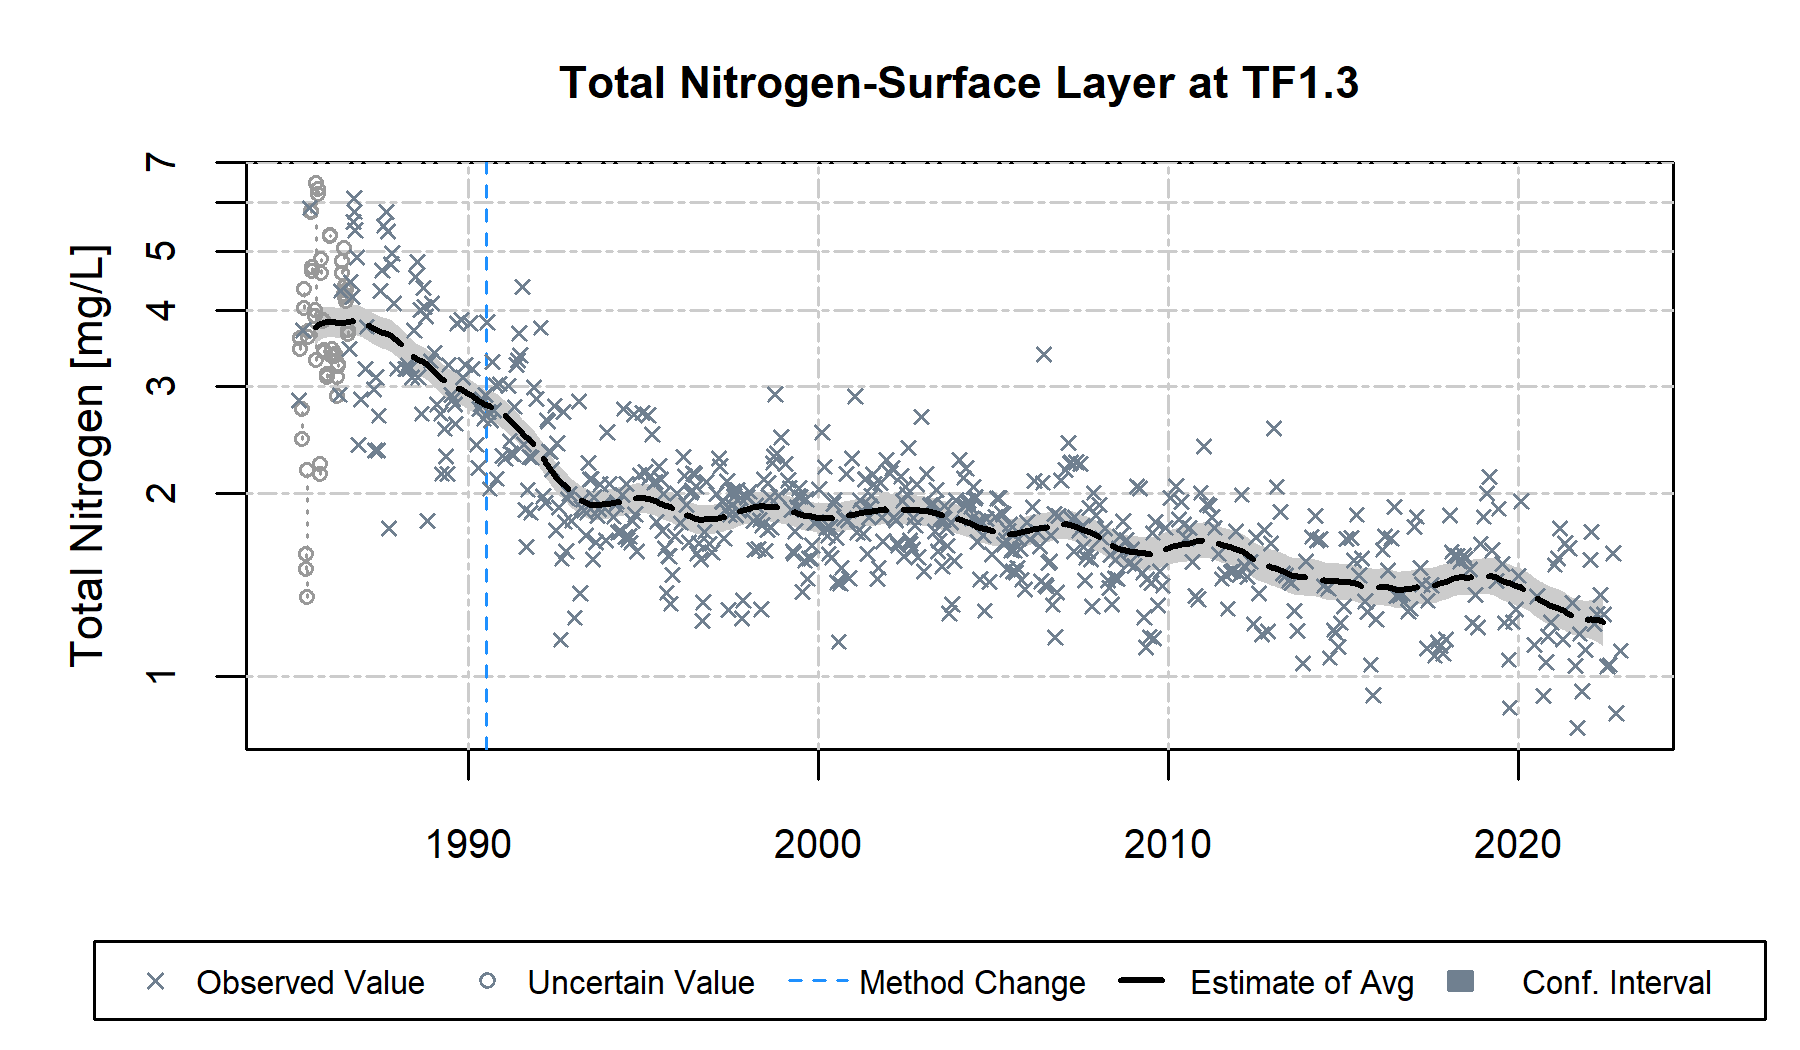 Total Nitrogen-Surface Layer at TF1.3
Total Nitrogen [mg/L]
7
5
4
3
2
1
1990 2000 2010 2020
Observed Value Uncertain Value Method Change Estimate of Avg Conf. Interval